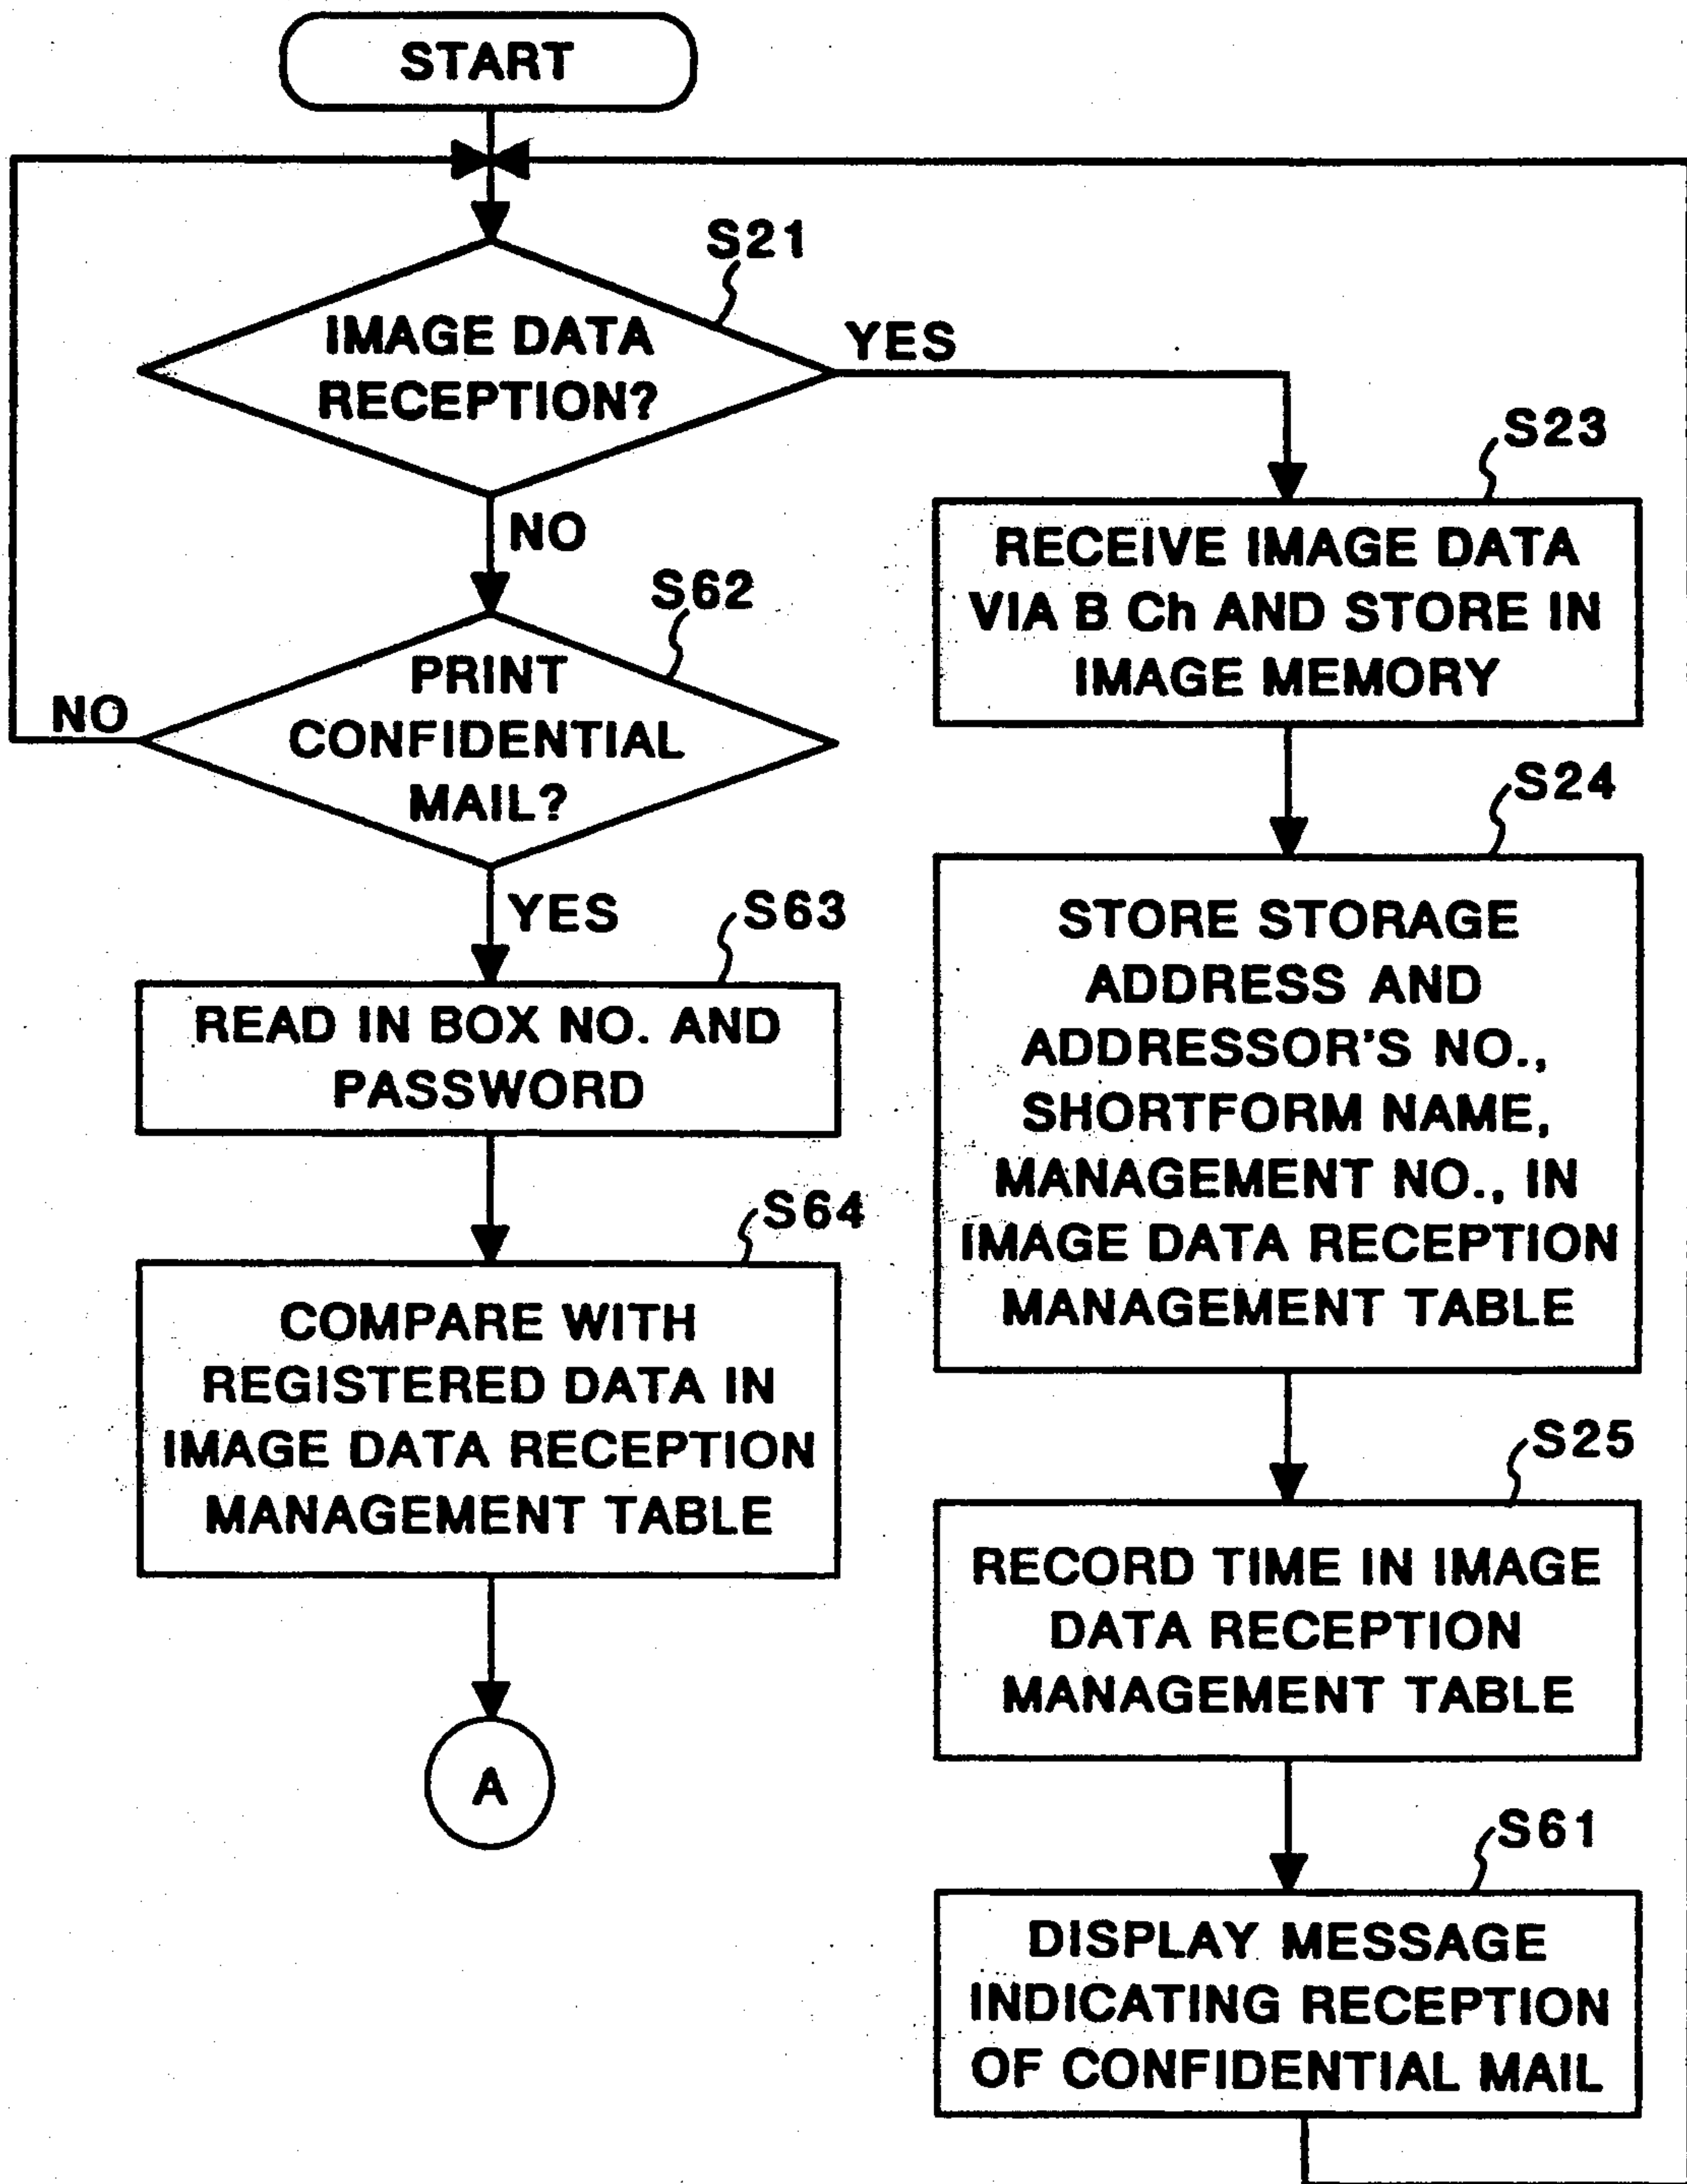 START
S21
IMAGE DATA
RECEPTION?
YES
NO
S62
PRINT
CONFIDENTIAL
MAIL?
NO
YES
S63
READ IN BOX NO. AND
PASSWORD
S64
COMPARE WITH
REGISTERED DATA IN
IMAGE DATA RECEPTION
MANAGEMENT TABLE
A
S23
RECEIVE IMAGE DATA
VIA B Ch AND STORE IN
IMAGE MEMORY
S24
STORE STORAGE
ADDRESS AND
ADDRESSOR'S NO.,
SHORTFORM NAME,
MANAGEMENT NO., IN
IMAGE DATA RECEPTION
MANAGEMENT TABLE
S25
RECORD TIME IN IMAGE
DATA RECEPTION
MANAGEMENT TABLE
S61
DISPLAY MESSAGE
INDICATING RECEPTION
OF CONFIDENTIAL MAIL